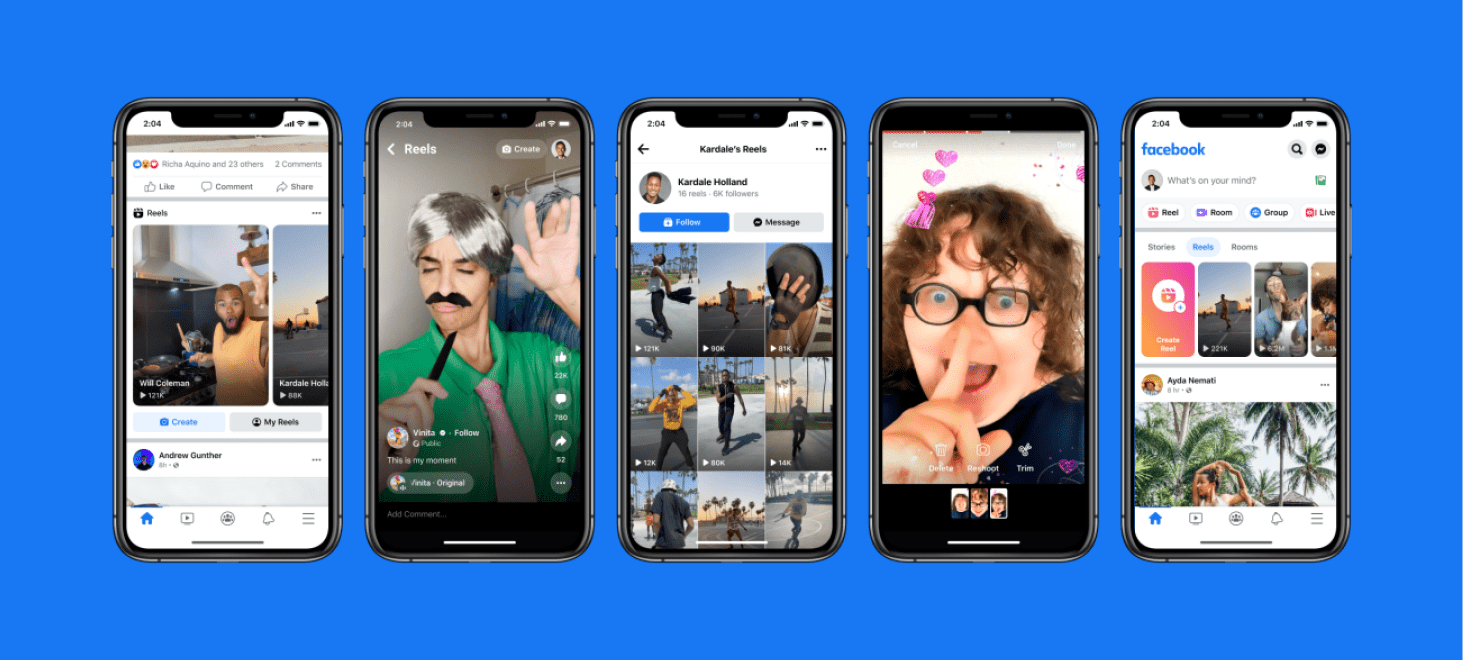 2:04
Richa Aquino and 23 others 2 Comments
Like Comment Share
Reels
Will Coleman
121K
Kardale Holla
88K
Create My Reels
Andrew Gunther
8h
2:04
Reels Create
22K
780
52
Vinita · Follow
Public
This is my moment
Vinita · Original
Add Comment...
2:04
Kardale's Reels
Kardale Holland
16 reels · 6K followers
Follow Message
121K 90K 81K
12K 80K 14K
Cancel Done
Delete Reshoot Trim
2:04
facebook
What's on your mind?
Reel Room Group Live
Stories Reels Rooms
Create
Reel
221K 6.2M 1.1M
Ayda Nemati
8 hr